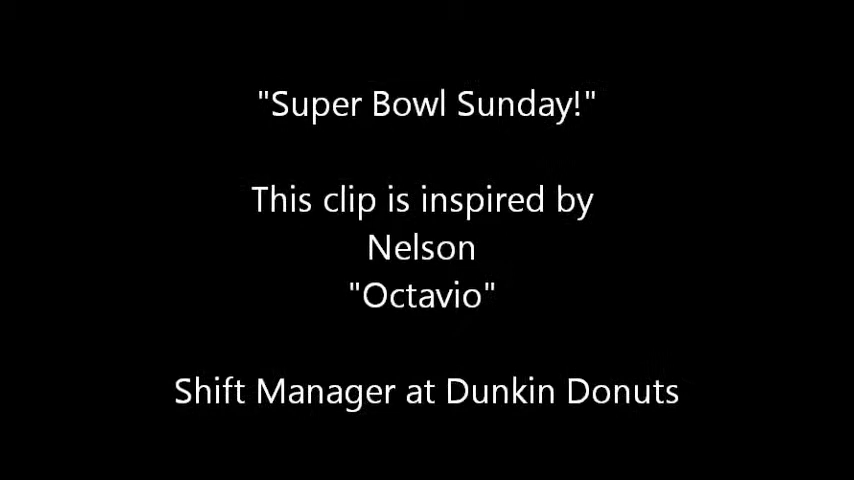 "Super Bowl Sunday!"
This clip is inspired by
Nelson
"Octavio"
Shift Manager at Dunkin Donuts